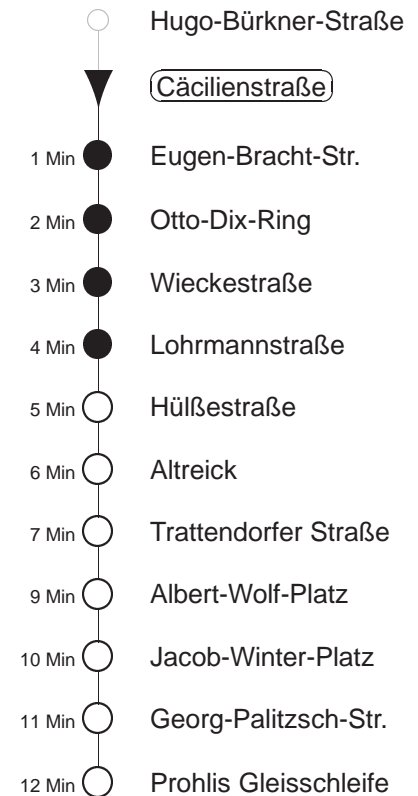 Hugo-Bürkner-Straße
Cäcilienstraße
1 Min Eugen-Bracht-Str.
2 Min Otto-Dix-Ring
3 Min Wieckestraße
4 Min Lohrmannstraße
5 Min Hülßestraße
6 Min Altreick
7 Min Trattendorfer Straße
9 Min Albert-Wolf-Platz
10 Min Jacob-Winter-Platz
11 Min Georg-Palitzsch-Str.
12 Min Prohlis Gleisschleife